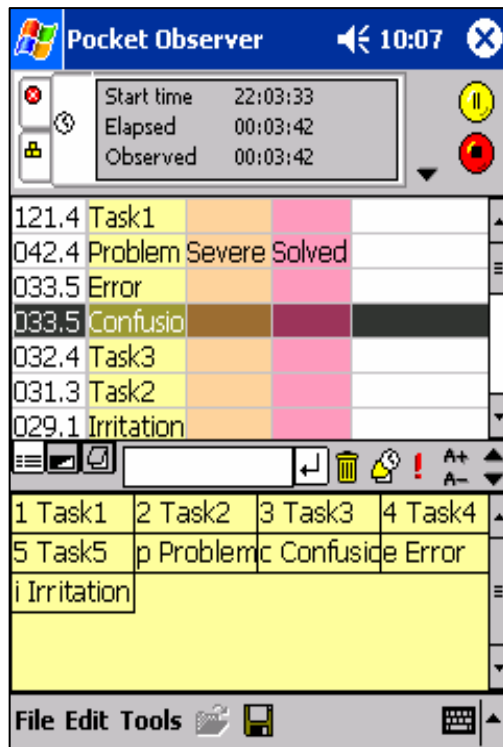 Pocket Observer 10:07
Start time 22:03:33
Elapsed 00:03:42
Observed 00:03:42
121.4 Task1
042.4 Problem Severe Solved
033.5 Error
033.5 Confusio
032.4 Task3
031.3 Task2
029.1 Irritation
A+
A-
1 Task1 2 Task2 3 Task3 4 Task4
5 Task5 p Problem c Confusic e Error
i Irritation
File Edit Tools